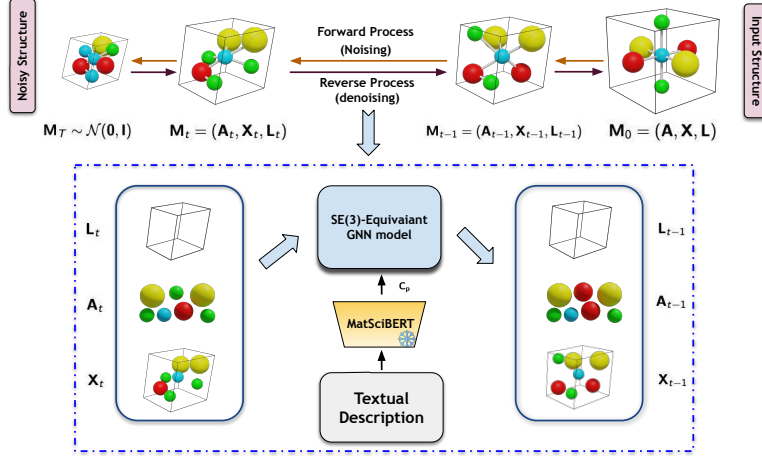 Noisy Structure
Forward Process
(Noising)
Reverse Process
(denoising)
Input Structure
M_T ∼ N(0, I)
M_t = (A_t, X_t, L_t)
M_{t−1} = (A_{t−1}, X_{t−1}, L_{t−1})
M_0 = (A, X, L)
L_t
A_t
X_t
SE(3)-Equivaiant
GNN model
C_p
MatSciBERT
Textual
Description
L_{t−1}
A_{t−1}
X_{t−1}